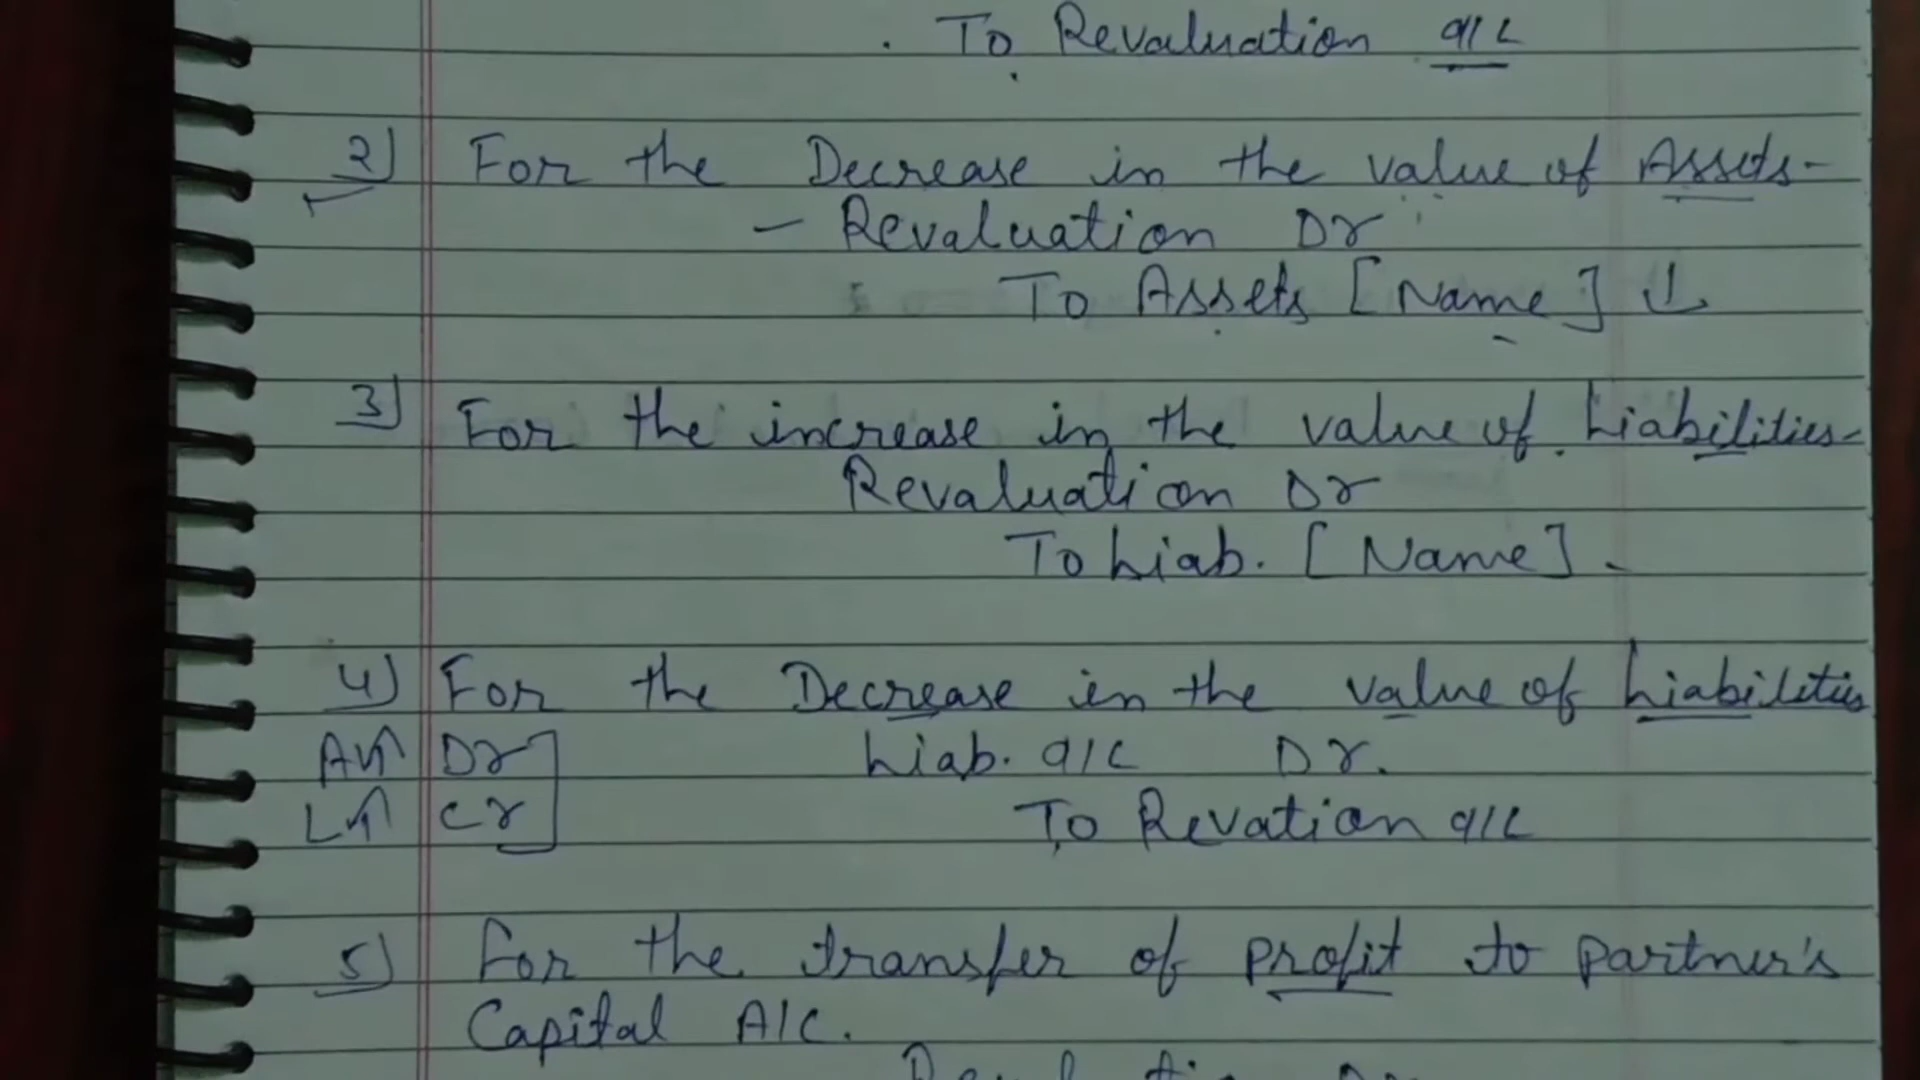 To Revaluation a/c
2) For the Decrease in the value of Assets-
- Revaluation Dr
To Assets [Name] ↓
3) For the increase in the value of Liabilities-
Revaluation Dr
To Liab. [Name].
4) For the Decrease in the value of Liabilities
A↑ Dr] Liab. a/c Dr.
L↑ Cr] To Revation a/c
5) For the transfer of profit to partner's
Capital A/C.